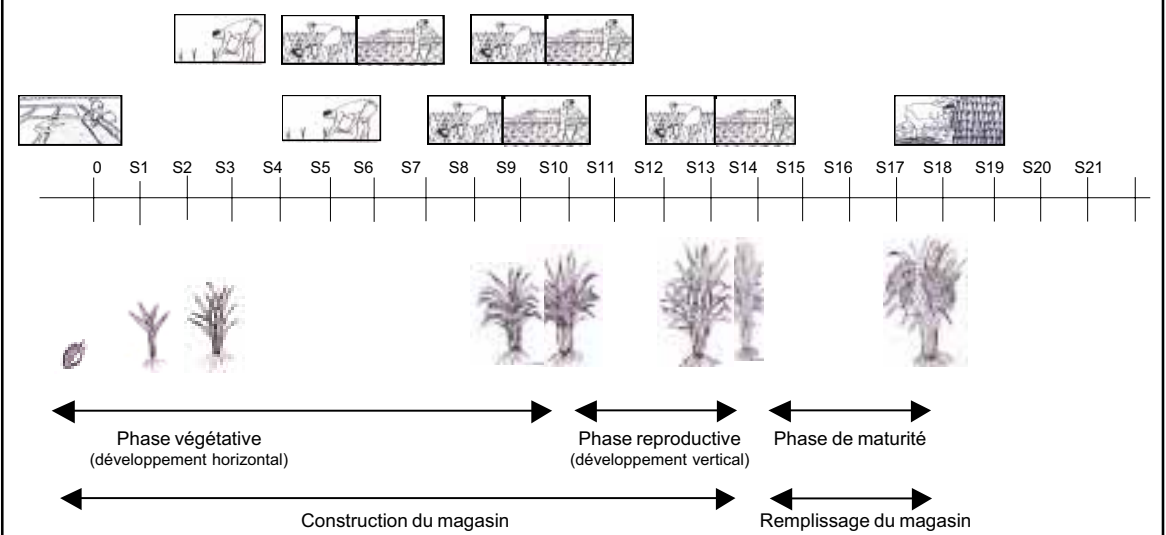 0 S1 S2 S3 S4 S5 S6 S7 S8 S9 S10 S11 S12 S13 S14 S15 S16 S17 S18 S19 S20 S21
Phase végétative
(développement horizontal)
Phase reproductive
(développement vertical)
Phase de maturité
Construction du magasin
Remplissage du magasin